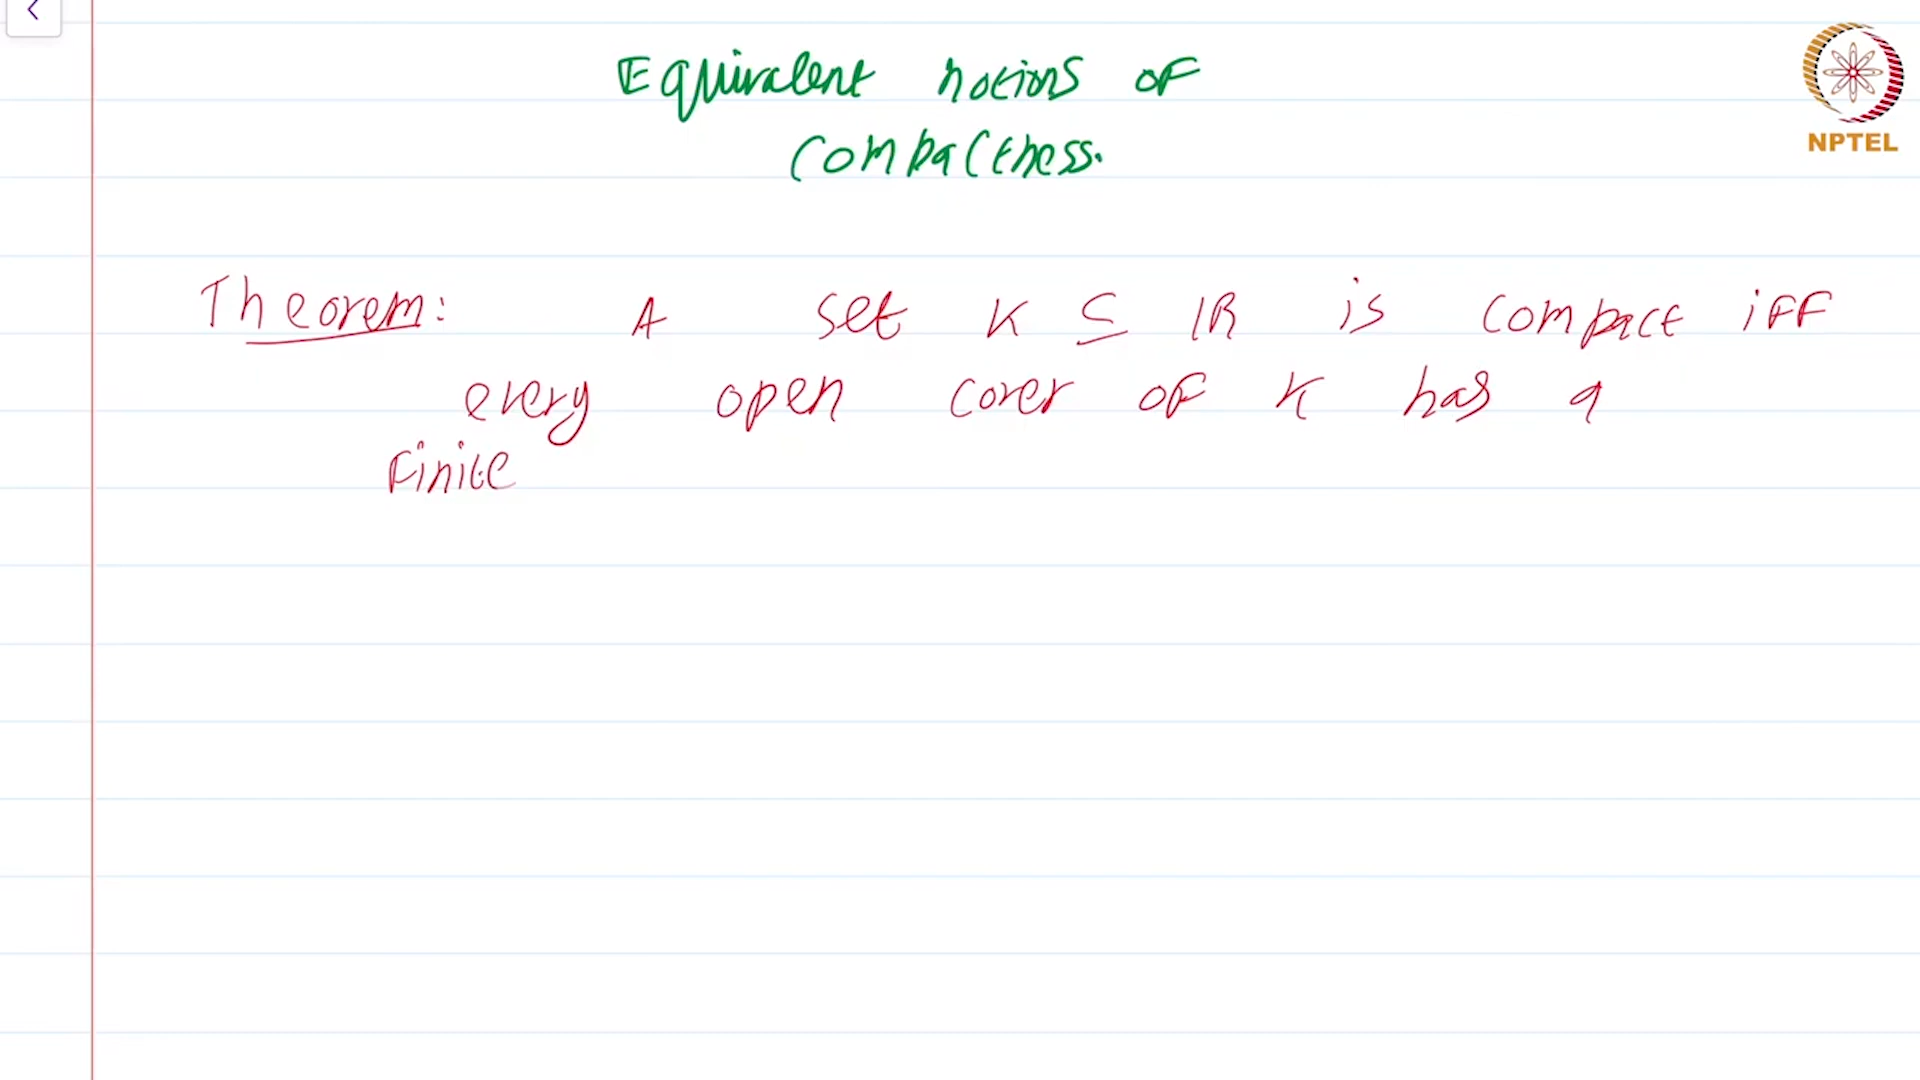 Equivalent notions of
compactness.
NPTEL
Theorem: A set K ⊆ ℝ is compact iff
every open cover of K has a
finite